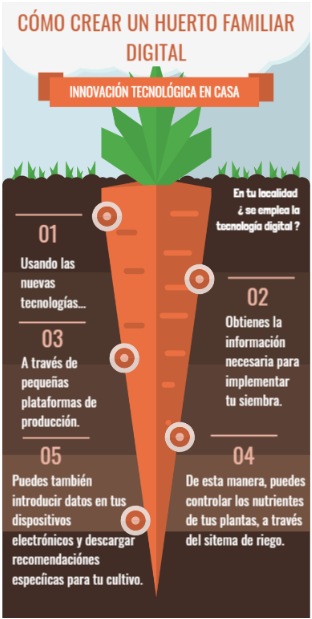 CÓMO CREAR UN HUERTO FAMILIAR
DIGITAL
INNOVACIÓN TECNOLÓGICA EN CASA
En tu localidad
¿ se emplea la
tecnología digital ?
01
Usando las
nuevas
tecnologías...
02
Obtienes la
información
necesaria para
implementar
tu siembra.
03
A través de
pequeñas
plataformas de
producción.
04
De esta manera, puedes
controlar los nutrientes
de tus plantas, a través
del sitema de riego.
05
Puedes también
introducir datos en tus
dispositivos
electrónicos y descargar
recomendaciónes
especíicas para tu cultivo.